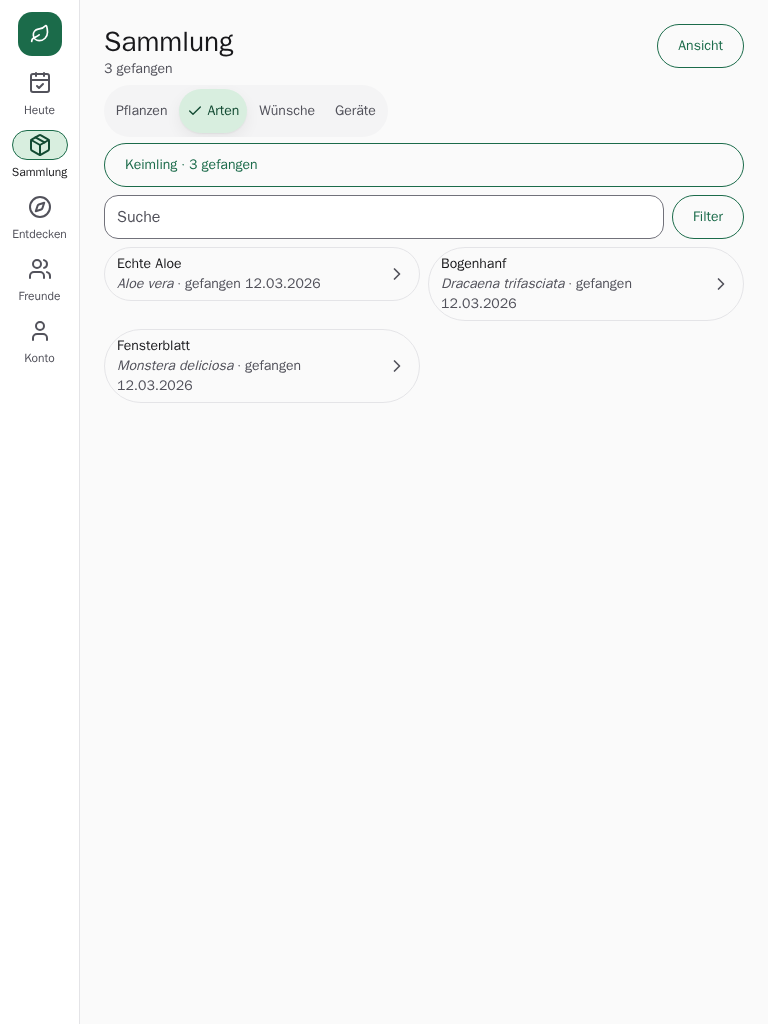 Heute
Sammlung
Entdecken
Freunde
Konto
Sammlung
3 gefangen
Ansicht
Pflanzen
Arten
Wünsche
Geräte
Keimling · 3 gefangen
Suche
Filter
Echte Aloe
Aloe vera · gefangen 12.03.2026
Bogenhanf
Dracaena trifasciata · gefangen
12.03.2026
Fensterblatt
Monstera deliciosa · gefangen
12.03.2026